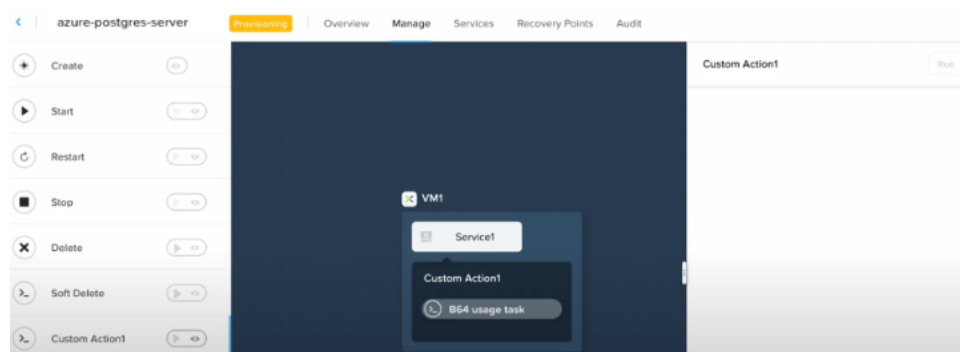 azure-postgres-server
Provisioning
Overview
Manage
Services
Recovery Points
Audit
Create
Start
Restart
Stop
Delete
Soft Delete
Custom Action1
VM1
Service1
Custom Action1
B64 usage task
Custom Action1
Run